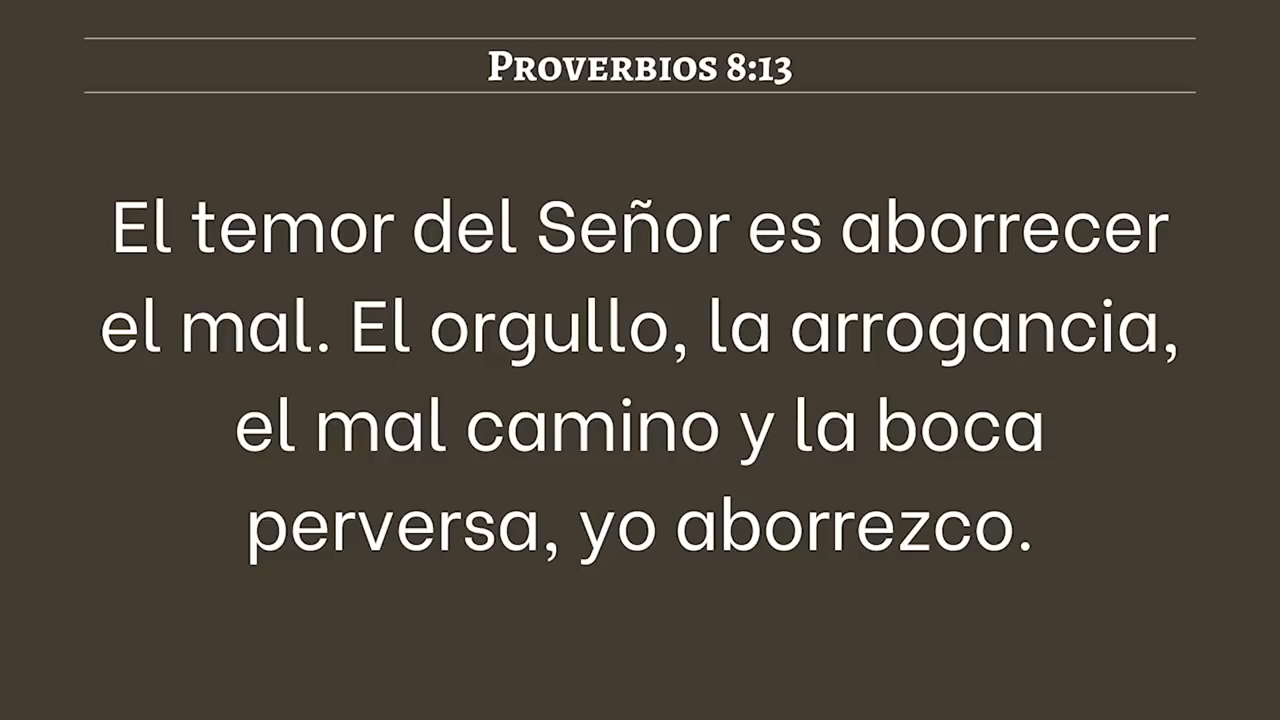 Proverbios 8:13
El temor del Señor es aborrecer
el mal. El orgullo, la arrogancia,
el mal camino y la boca
perversa, yo aborrezco.